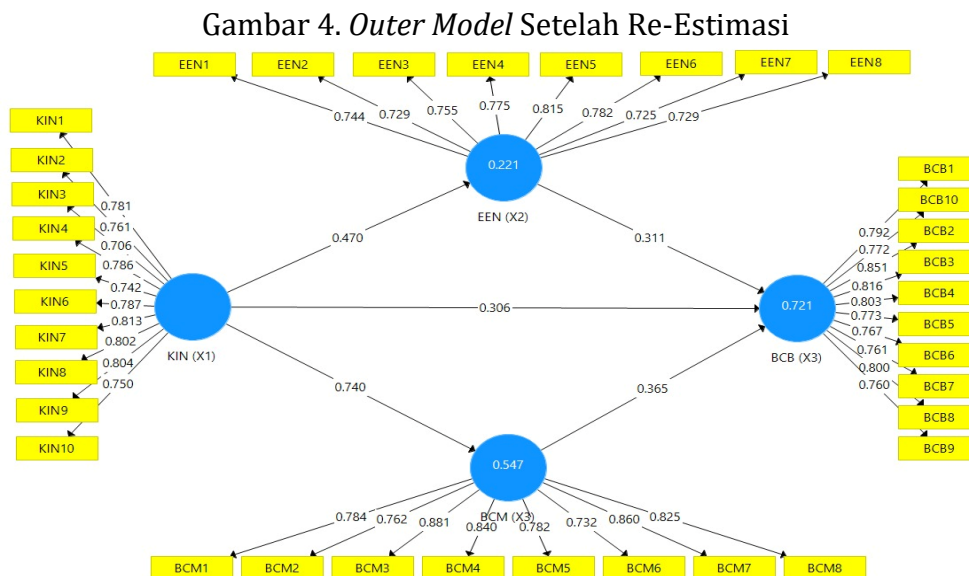 Gambar 4. Outer Model Setelah Re-Estimasi
EEN1 EEN2 EEN3 EEN4 EEN5 EEN6 EEN7 EEN8
0.744 0.729 0.755 0.775 0.815 0.782 0.725 0.729
KIN1
KIN2
KIN3
KIN4
KIN5
KIN6
KIN7
KIN8
KIN9
KIN10
0.781
0.761
0.706
0.786
0.742
0.787
0.813
0.802
0.804
0.750
KIN (X1)
0.221
EEN (X2)
0.470
0.311
0.306
0.740
0.365
0.721
BCB (X3)
0.792
0.772
0.851
0.816
0.803
0.773
0.767
0.761
0.800
0.760
BCB1
BCB10
BCB2
BCB3
BCB4
BCB5
BCB6
BCB7
BCB8
BCB9
0.547
BCM (X3)
0.784 0.762 0.881 0.840 0.782 0.732 0.860 0.825
BCM1 BCM2 BCM3 BCM4 BCM5 BCM6 BCM7 BCM8